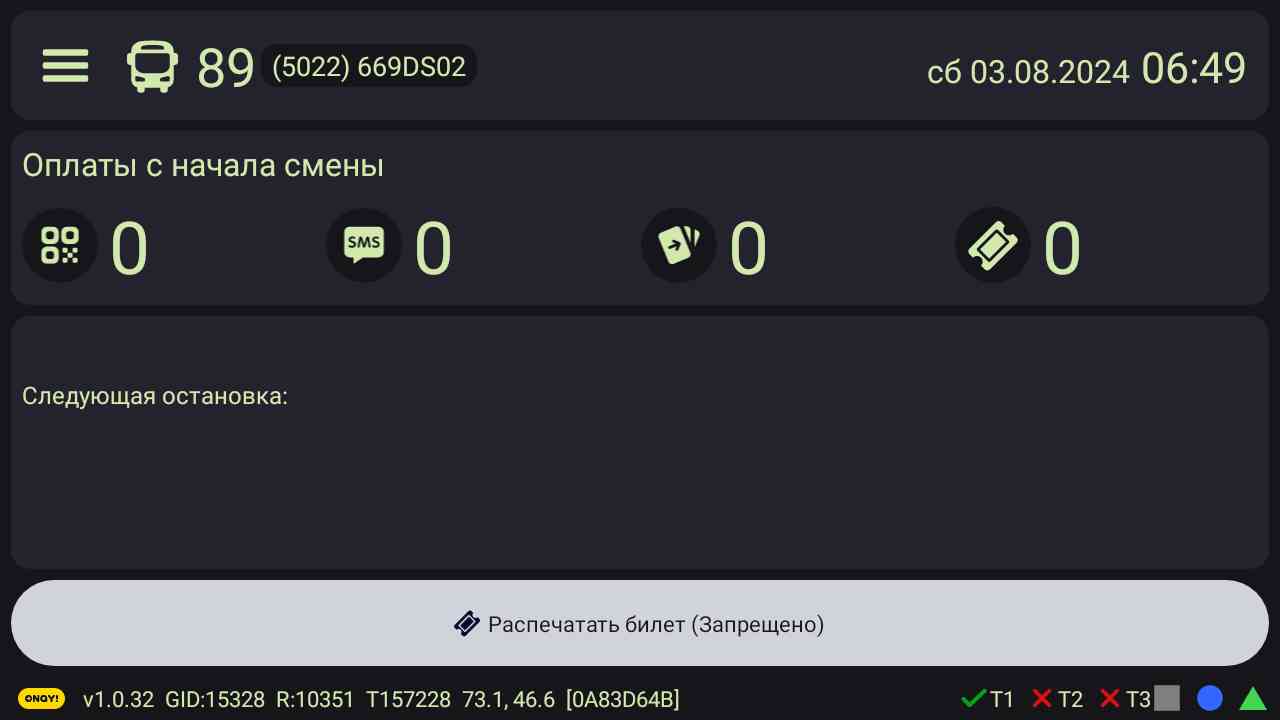 89 (5022) 669DS02 сб 03.08.2024 06:49
Оплаты с начала смены
0 SMS 0 0 0
Следующая остановка:
Распечатать билет (Запрещено)
ONAY! v1.0.32 GID:15328 R:10351 T157228 73.1, 46.6 [0A83D64B] T1 T2 T3